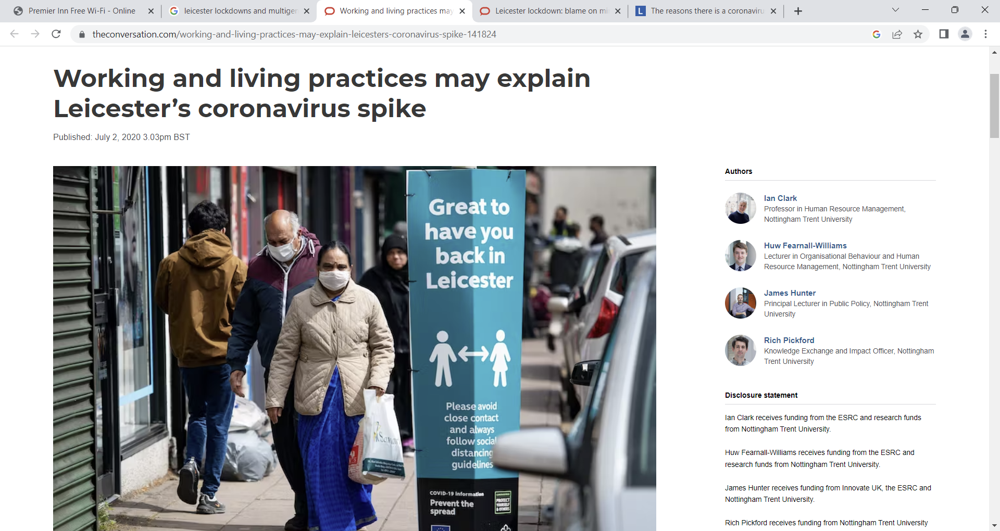 Premier Inn Free Wi-Fi - Online
leicester lockdowns and multigen
Working and living practices may
Leicester lockdown: blame on mi
The reasons there is a coronaviru
theconversation.com/working-and-living-practices-may-explain-leicesters-coronavirus-spike-141824
Working and living practices may explain
Leicester's coronavirus spike
Published: July 2, 2020 3.03pm BST
Great to
have you
back in
Leicester
Please avoid
close contact
and always
follow social
distancing
guidelines
COVID-19 information
Prevent the
spread
CORONAVIRUS
PROTECT
YOURSELF
& OTHERS
Authors
Ian Clark
Professor in Human Resource Management,
Nottingham Trent University
Huw Fearnall-Williams
Lecturer in Organisational Behaviour and Human
Resource Management, Nottingham Trent University
James Hunter
Principal Lecturer in Public Policy, Nottingham Trent
University
Rich Pickford
Knowledge Exchange and Impact Officer, Nottingham
Trent University
Disclosure statement
Ian Clark receives funding from the ESRC and research funds
from Nottingham Trent University.
Huw Fearnall-Williams receives funding from the ESRC and
research funds from Nottingham Trent University.
James Hunter receives funding from Innovate UK, the ESRC and
Nottingham Trent University.
Rich Pickford receives funding from Nottingham Trent University